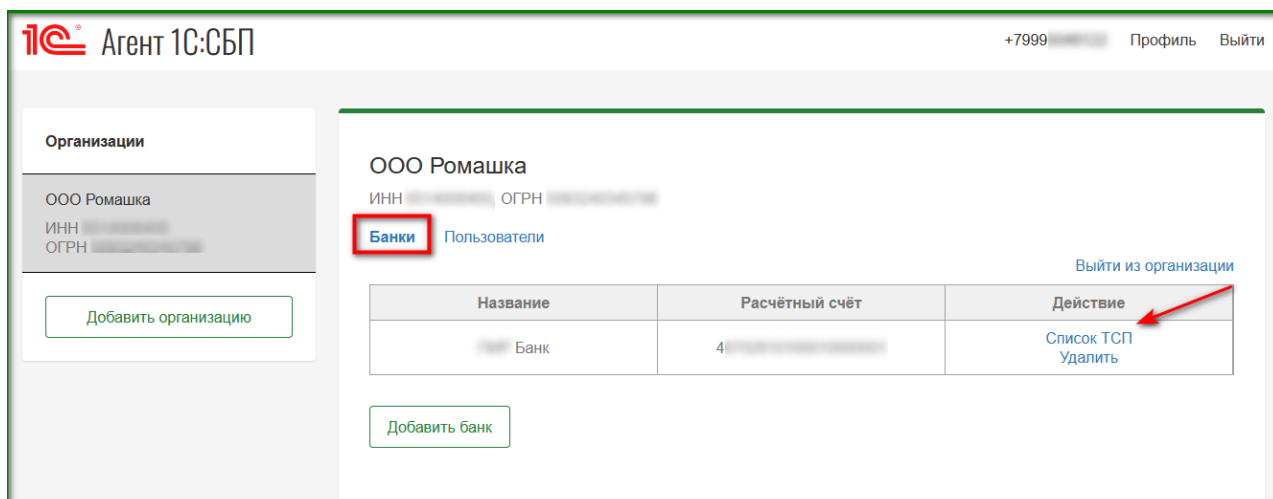 1С® Агент 1С:СБП
+7999 Профиль Выйти
Организации
ООО Ромашка
ИНН
ОГРН
Добавить организацию
ООО Ромашка
ИНН ОГРН
Банки Пользователи
Выйти из организации
Название Расчётный счёт Действие
Банк 4 Список ТСП
Удалить
Добавить банк